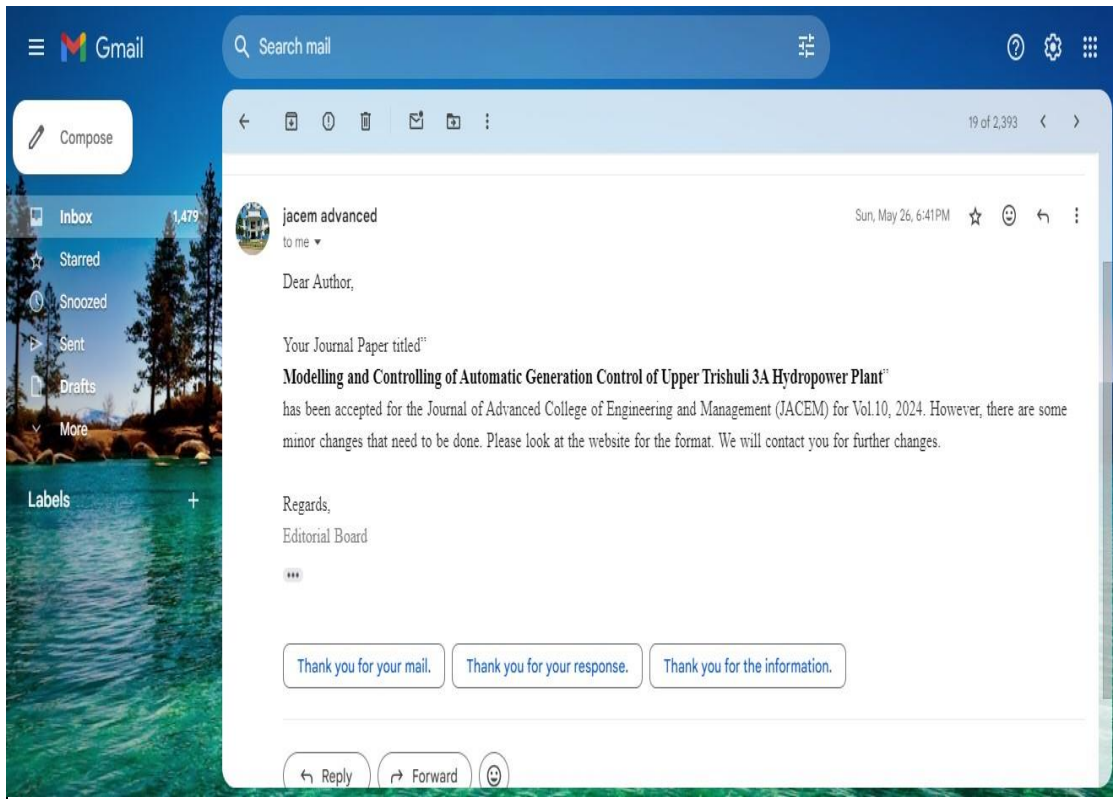 Gmail
Search mail
Compose
19 of 2,393
Inbox 1,479
Starred
Snoozed
Sent
Drafts
More
Labels +
jacem advanced
Sun, May 26, 6:41 PM
to me
Dear Author,
Your Journal Paper titled"
Modelling and Controlling of Automatic Generation Control of Upper Trishuli 3A Hydropower Plant"
has been accepted for the Journal of Advanced College of Engineering and Management (JACEM) for Vol.10, 2024. However, there are some
minor changes that need to be done. Please look at the website for the format. We will contact you for further changes.
Regards,
Editorial Board
Thank you for your mail.
Thank you for your response.
Thank you for the information.
Reply
Forward